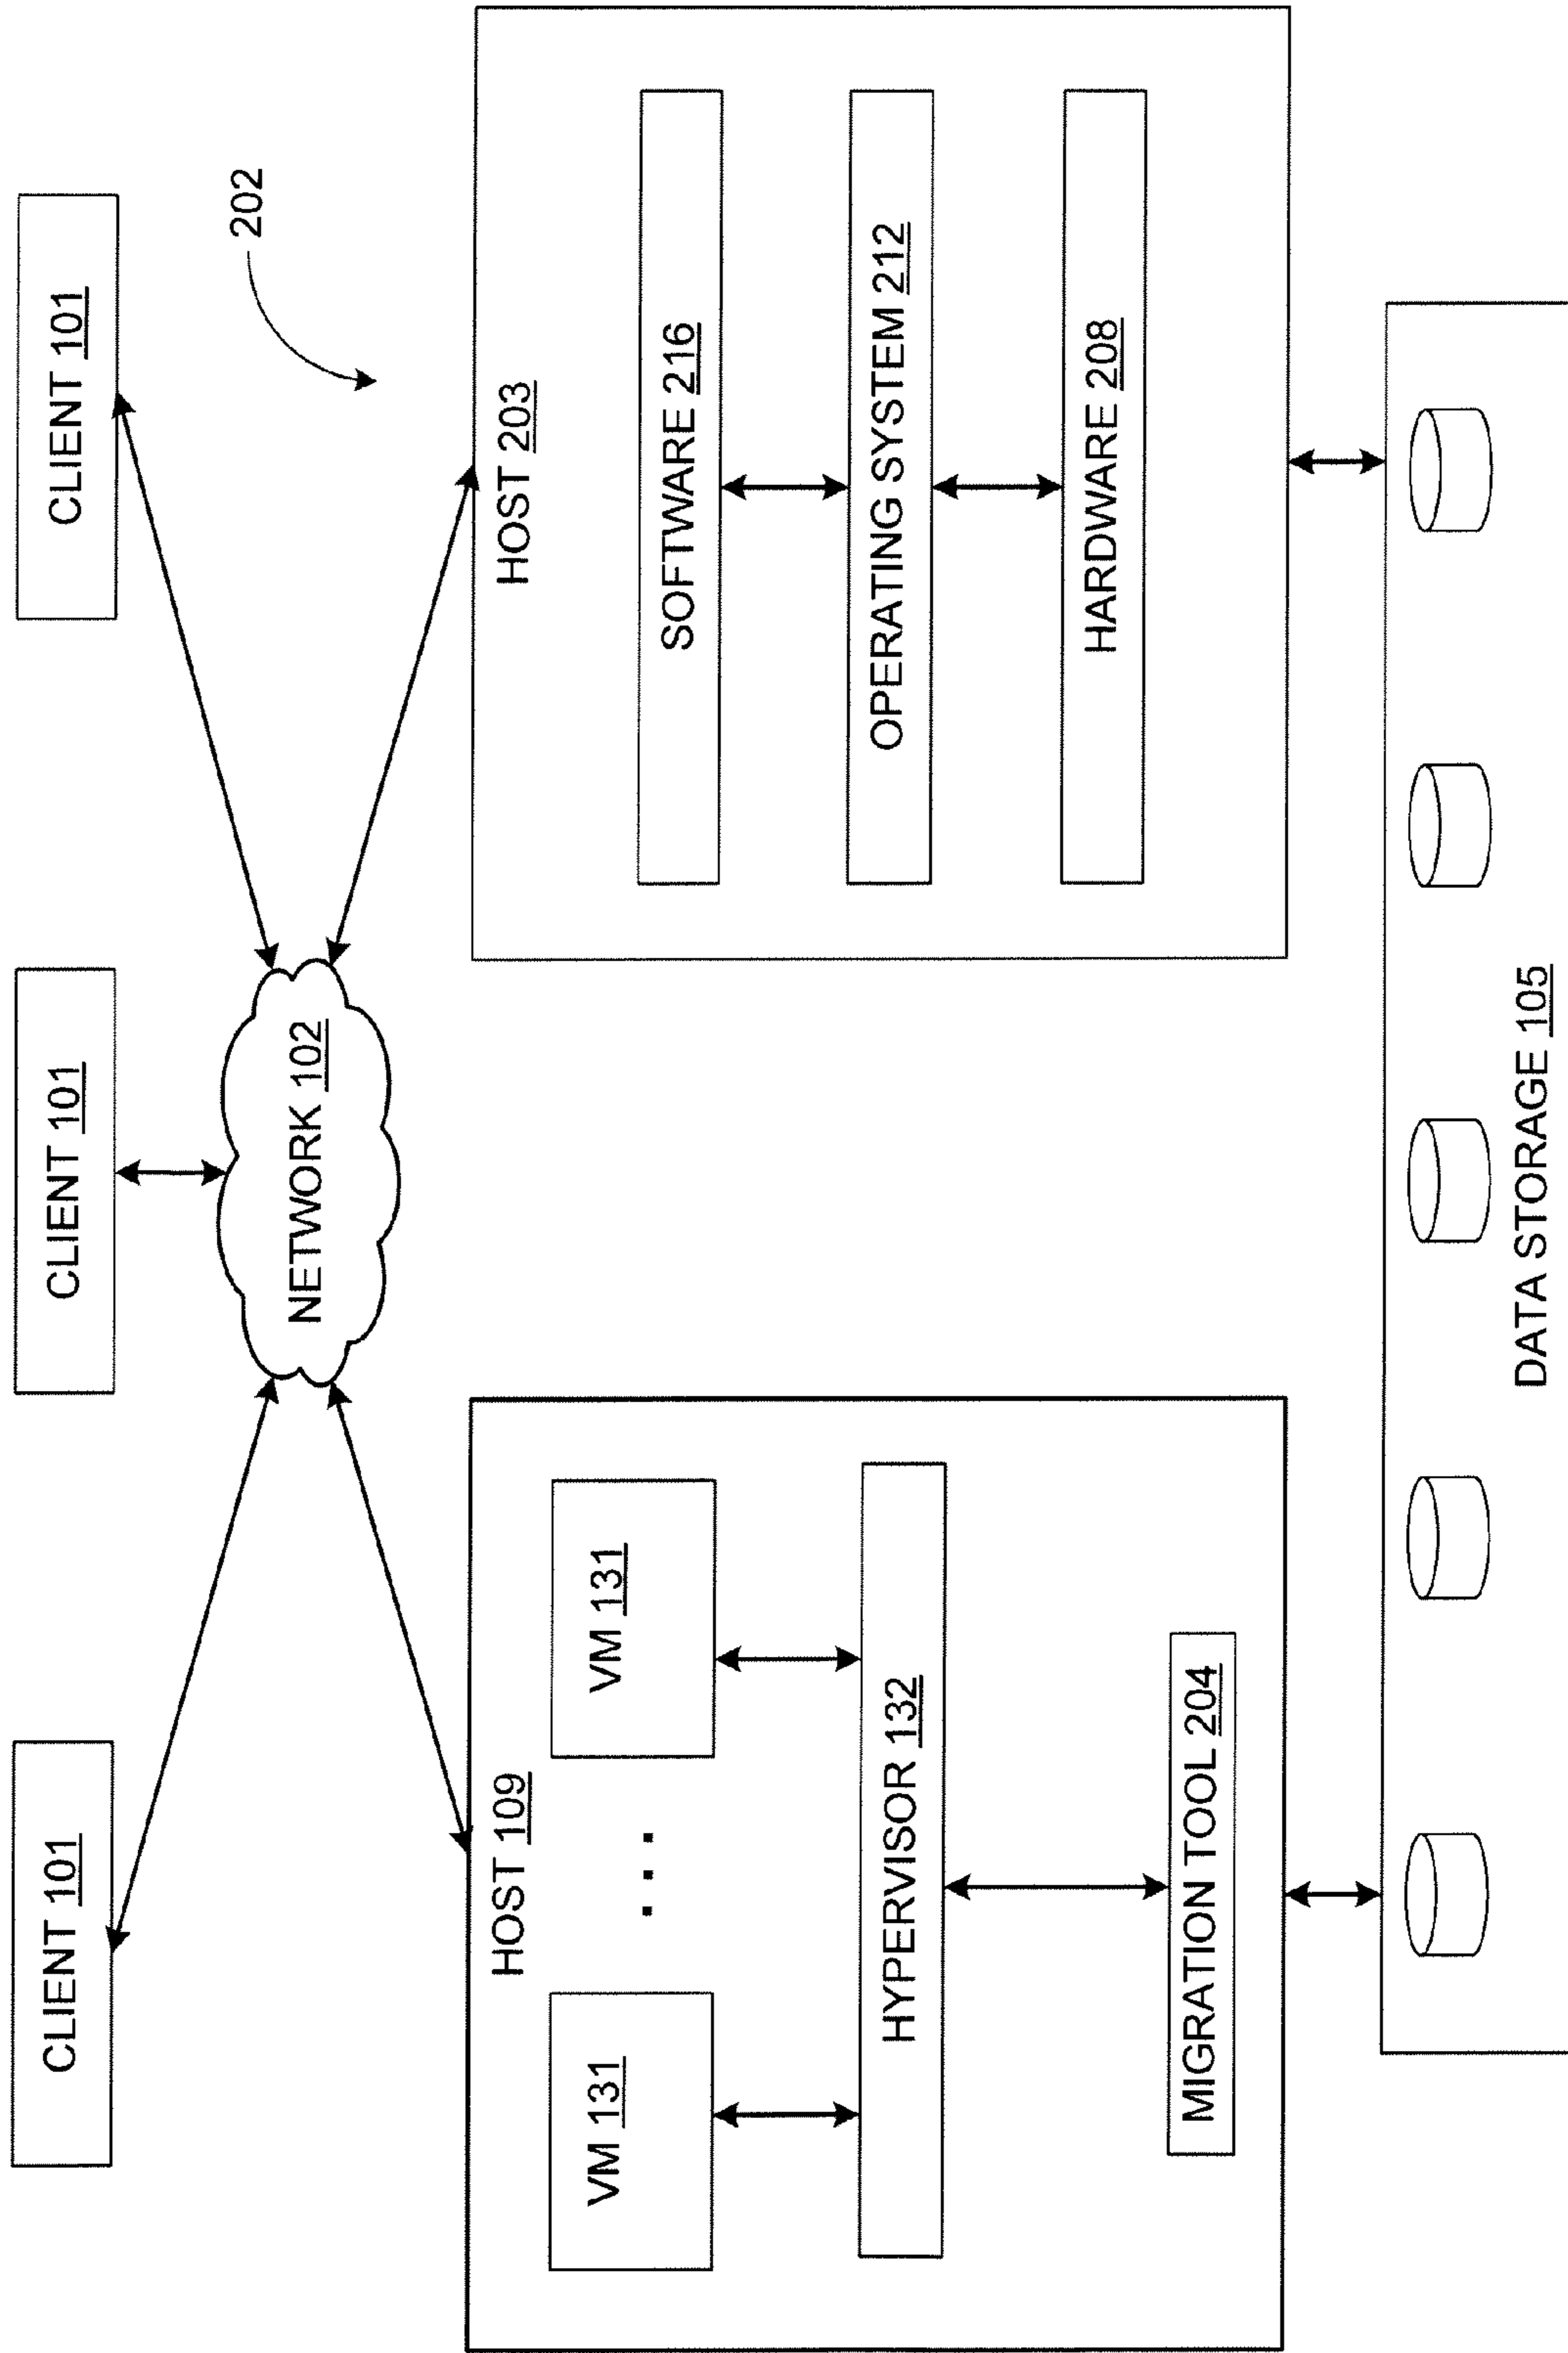 CLIENT 101
CLIENT 101
CLIENT 101
202
NETWORK 102
HOST 109
VM 131
...
VM 131
HYPERVISOR 132
MIGRATION TOOL 204
HOST 203
SOFTWARE 216
OPERATING SYSTEM 212
HARDWARE 208
DATA STORAGE 105